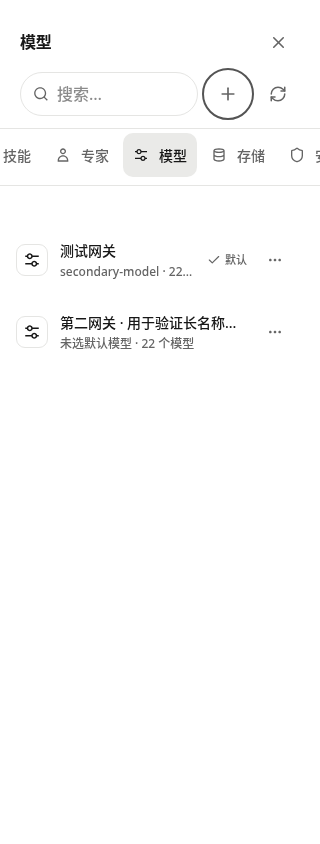 模型
搜索...
技能 专家 模型 存储
测试网关
secondary-model · 22...
默认
第二网关 · 用于验证长名称...
未选默认模型 · 22 个模型